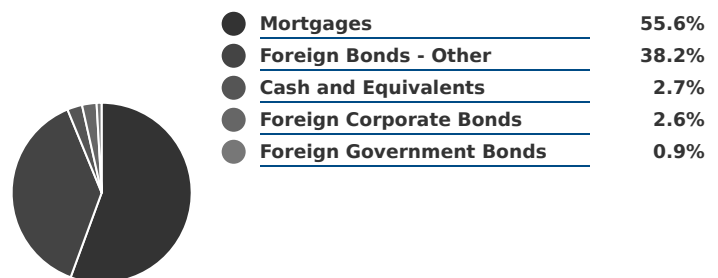 Mortgages 55.6%
Foreign Bonds - Other 38.2%
Cash and Equivalents 2.7%
Foreign Corporate Bonds 2.6%
Foreign Government Bonds 0.9%